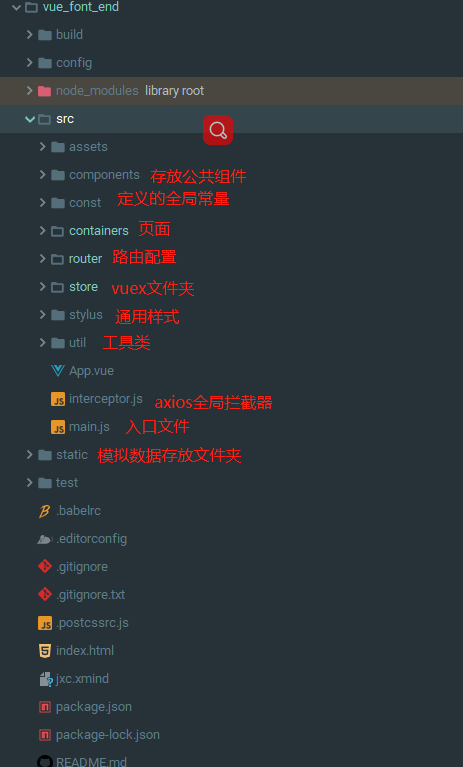 vue_font_end
build
config
node_modules library root
src
assets
components 存放公共组件
const 定义的全局常量
containers 页面
router 路由配置
store vuex文件夹
stylus 通用样式
util 工具类
App.vue
interceptor.js axios全局拦截器
main.js 入口文件
static 模拟数据存放文件夹
test
.babelrc
.editorconfig
.gitignore
.gitignore.txt
.postcssrc.js
index.html
jxc.xmind
package.json
package-lock.json
README.md